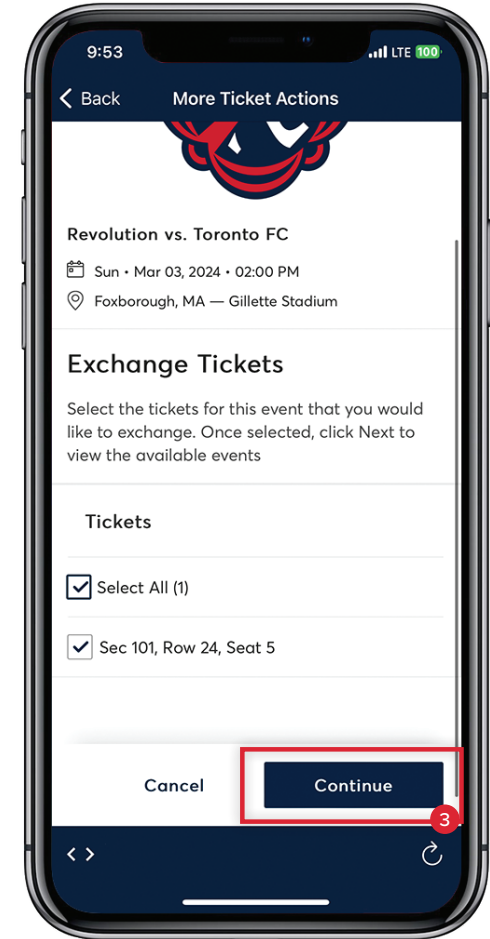 9:53 LTE 100
Back More Ticket Actions
Revolution vs. Toronto FC
Sun • Mar 03, 2024 • 02:00 PM
Foxborough, MA — Gillette Stadium
Exchange Tickets
Select the tickets for this event that you would
like to exchange. Once selected, click Next to
view the available events
Tickets
Select All (1)
Sec 101, Row 24, Seat 5
Cancel Continue
3